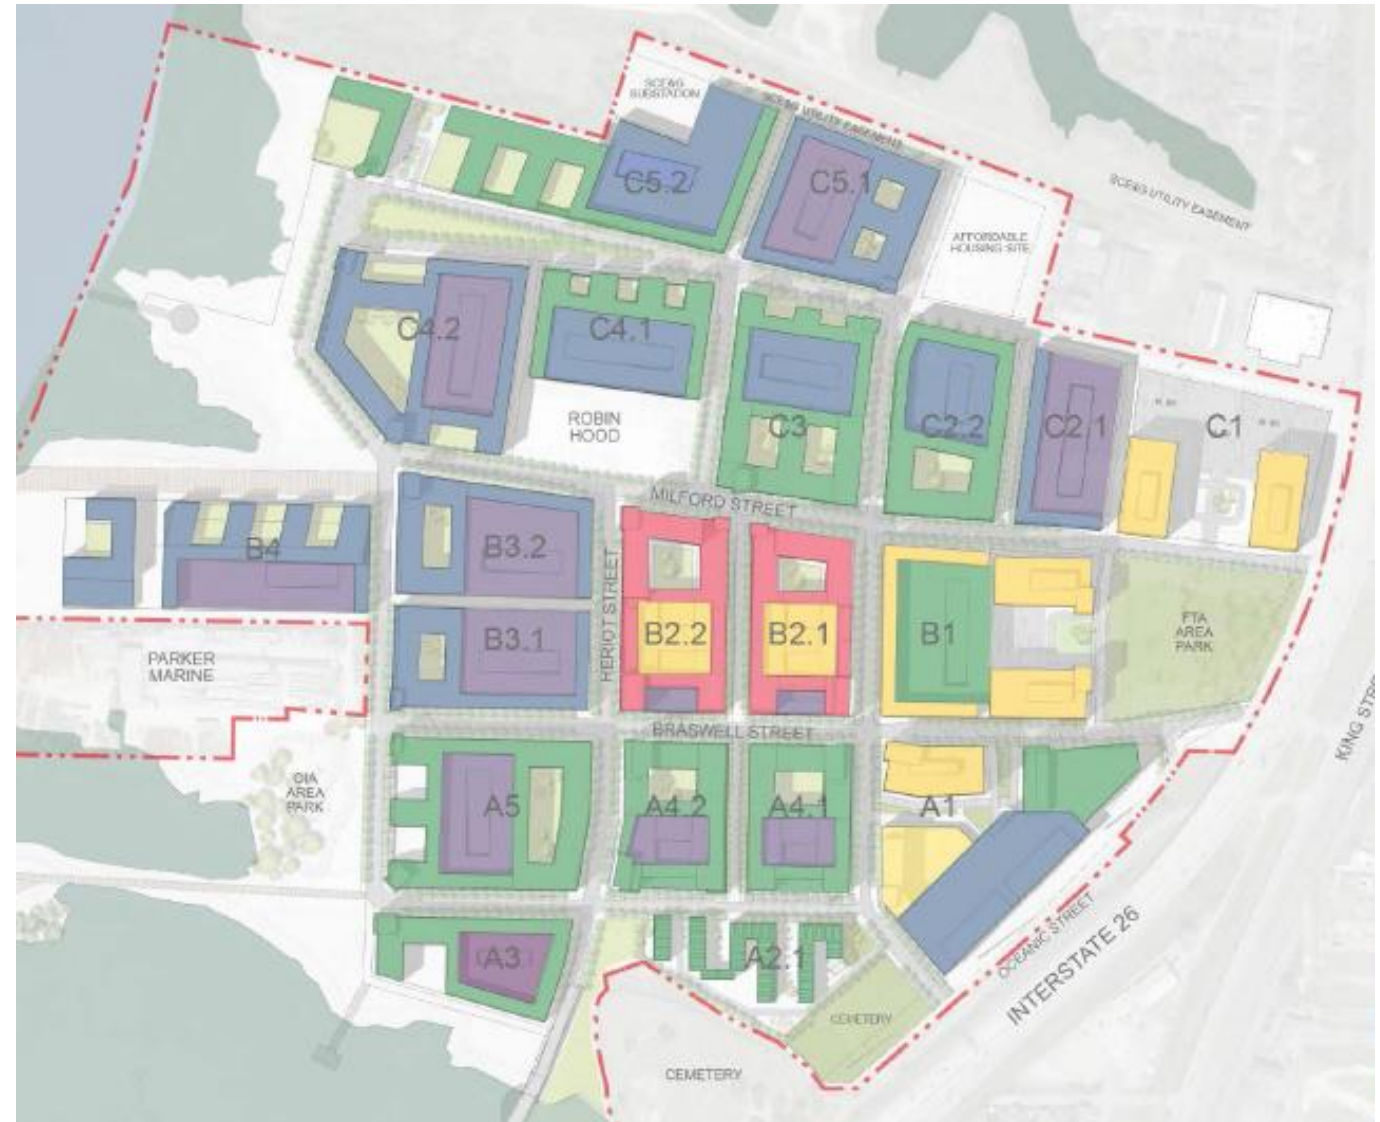 SCE&G
SUBSTATION
SCE&G UTILITY EASEMENT
C5.2
C5.1
SCE&G UTILITY EASEMENT
AFFORDABLE
HOUSING SITE
C4.2
C4.1
C3
C2.2
C2.1
C1
ROBIN
HOOD
MILFORD STREET
B4
B3.2
B3.1
HERIOT STREET
B2.2
B2.1
B1
FTA
AREA
PARK
PARKER
MARINE
KING STR
BRASWELL STREET
OIA
AREA
PARK
A5
A4.2
A4.1
A1
A3
A2.1
OCEANIC STREET
INTERSTATE 26
CEMETERY
CEMETERY